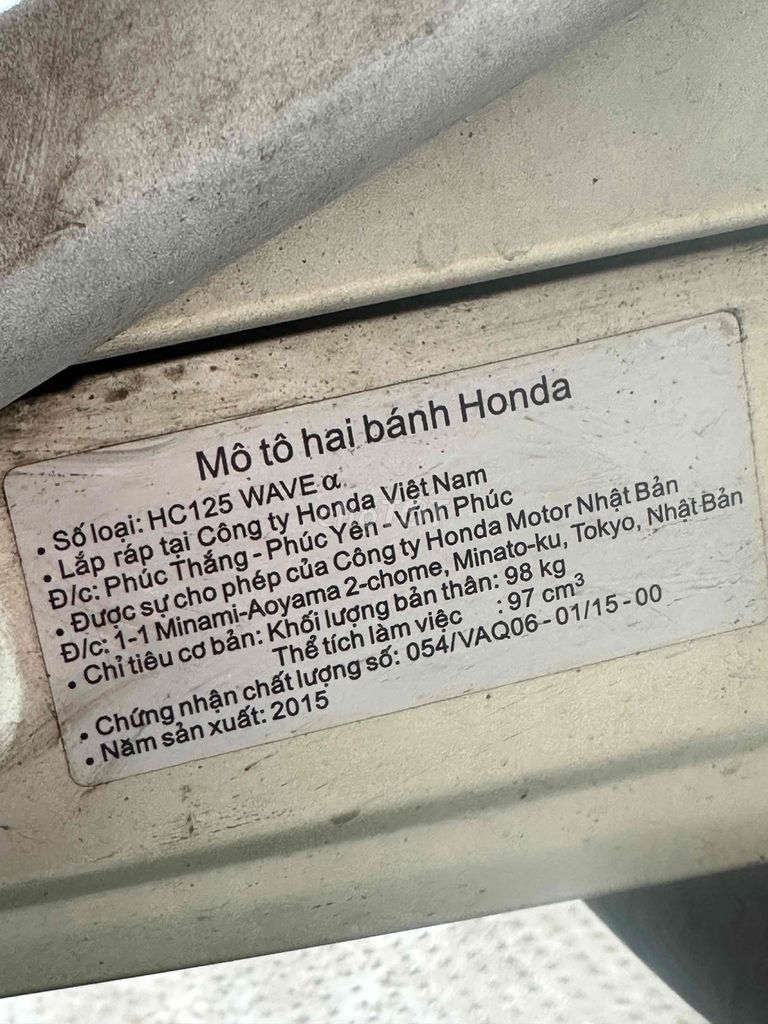 Mô tô hai bánh Honda
• Số loại: HC125 WAVE α
• Lắp ráp tại Công ty Honda Việt Nam
Đ/c: Phúc Thắng - Phúc Yên - Vĩnh Phúc
• Được sự cho phép của Công ty Honda Motor Nhật Bản
Đ/c: 1-1 Minami-Aoyama 2-chome, Minato-ku, Tokyo, Nhật Bản
• Chỉ tiêu cơ bản: Khối lượng bản thân: 98 kg
Thể tích làm việc : 97 cm³
• Chứng nhận chất lượng số: 054/VAQ06 - 01/15 - 00
• Năm sản xuất: 2015